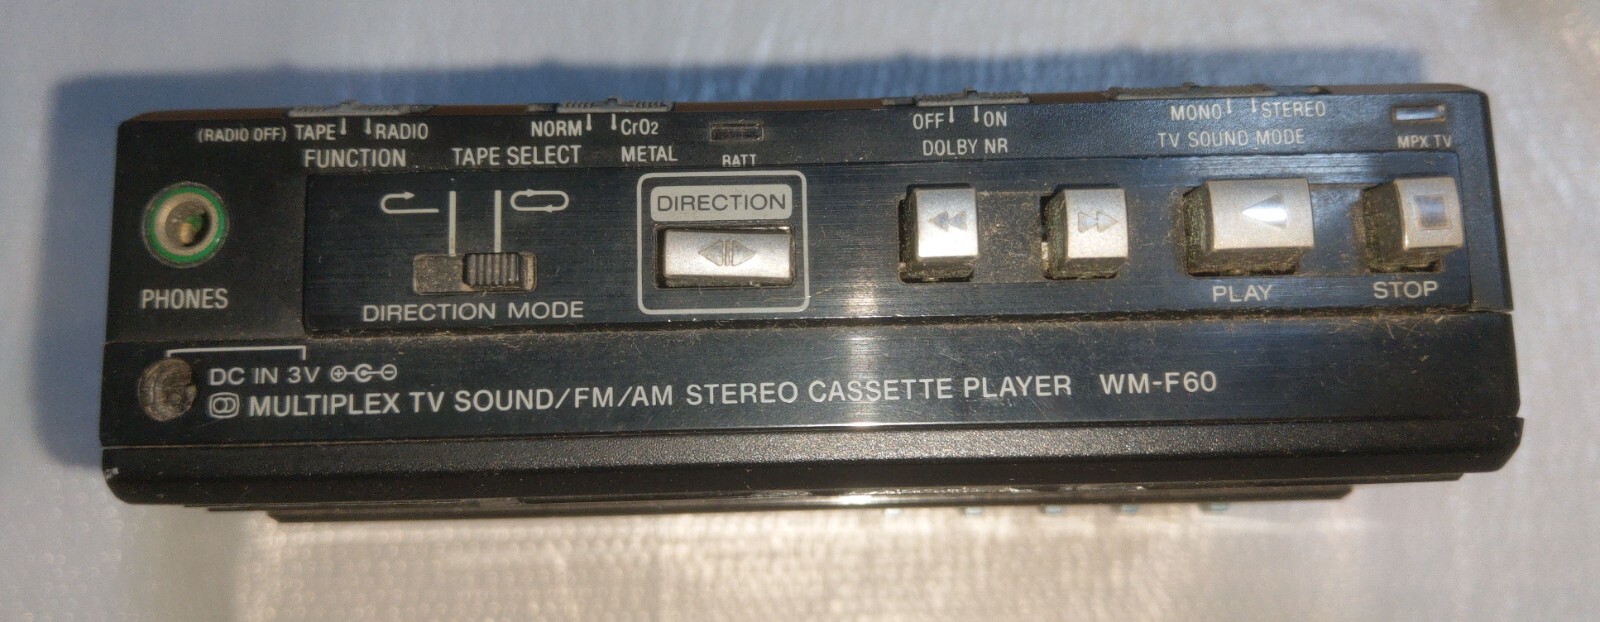 (RADIO OFF) TAPE RADIO
FUNCTION
NORM CrO2
TAPE SELECT METAL
BATT
OFF ON
DOLBY NR
MONO STEREO
TV SOUND MODE
MPX TV
PHONES
DIRECTION MODE
DIRECTION
PLAY
STOP
DC IN 3V
MULTIPLEX TV SOUND/FM/AM STEREO CASSETTE PLAYER WM-F60